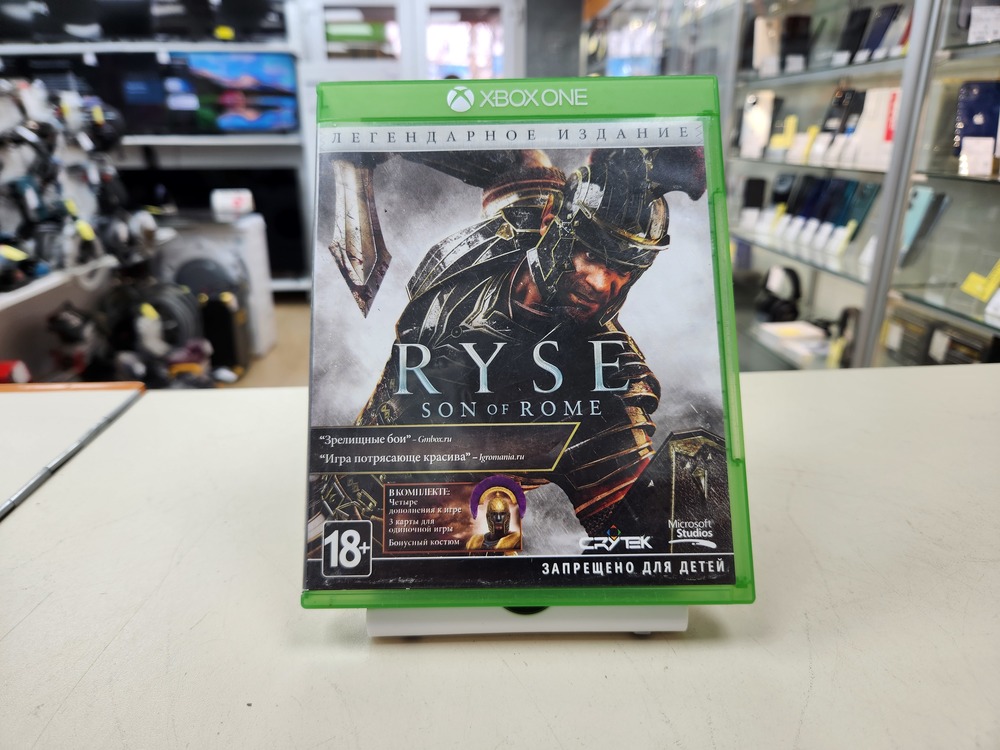 XBOX ONE
ЛЕГЕНДАРНОЕ ИЗДАНИЕ
RYSE
SON OF ROME
“Зрелищные бои” – Gmbox.ru
“Игра потрясающе красива” – Igromania.ru
В КОМПЛЕКТЕ:
Четыре
дополнения к игре
3 карты для
одиночной игры
Бонусный костюм
18+
CRYTEK
Microsoft
Studios
ЗАПРЕЩЕНО ДЛЯ ДЕТЕЙ